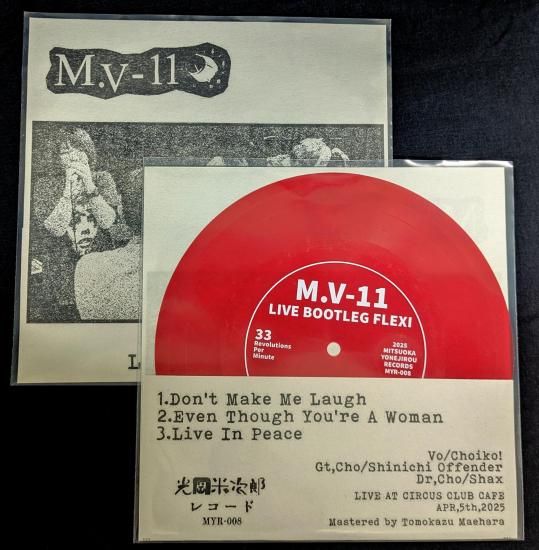 M.V-11
L
M.V-11
LIVE BOOTLEG FLEXI
33
Revolutions
Per
Minute
2025
MITSUOKA
YONEJIROU
RECORDS
MYR-008
1.Don't Make Me Laugh
2.Even Though You're A Woman
3.Live In Peace
Vo/Choiko!
Gt,Cho/Shinichi Offender
Dr,Cho/Shax
LIVE AT CIRCUS CLUB CAFE
APR,5th,2025
Mastered by Tomokazu Maehara
光岡米次郎
レコード
MYR-008